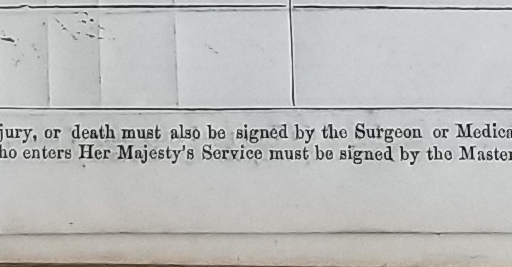 jury, or death must also be signed by the Surgeon or Medica
ho enters Her Majesty's Service must be signed by the Master